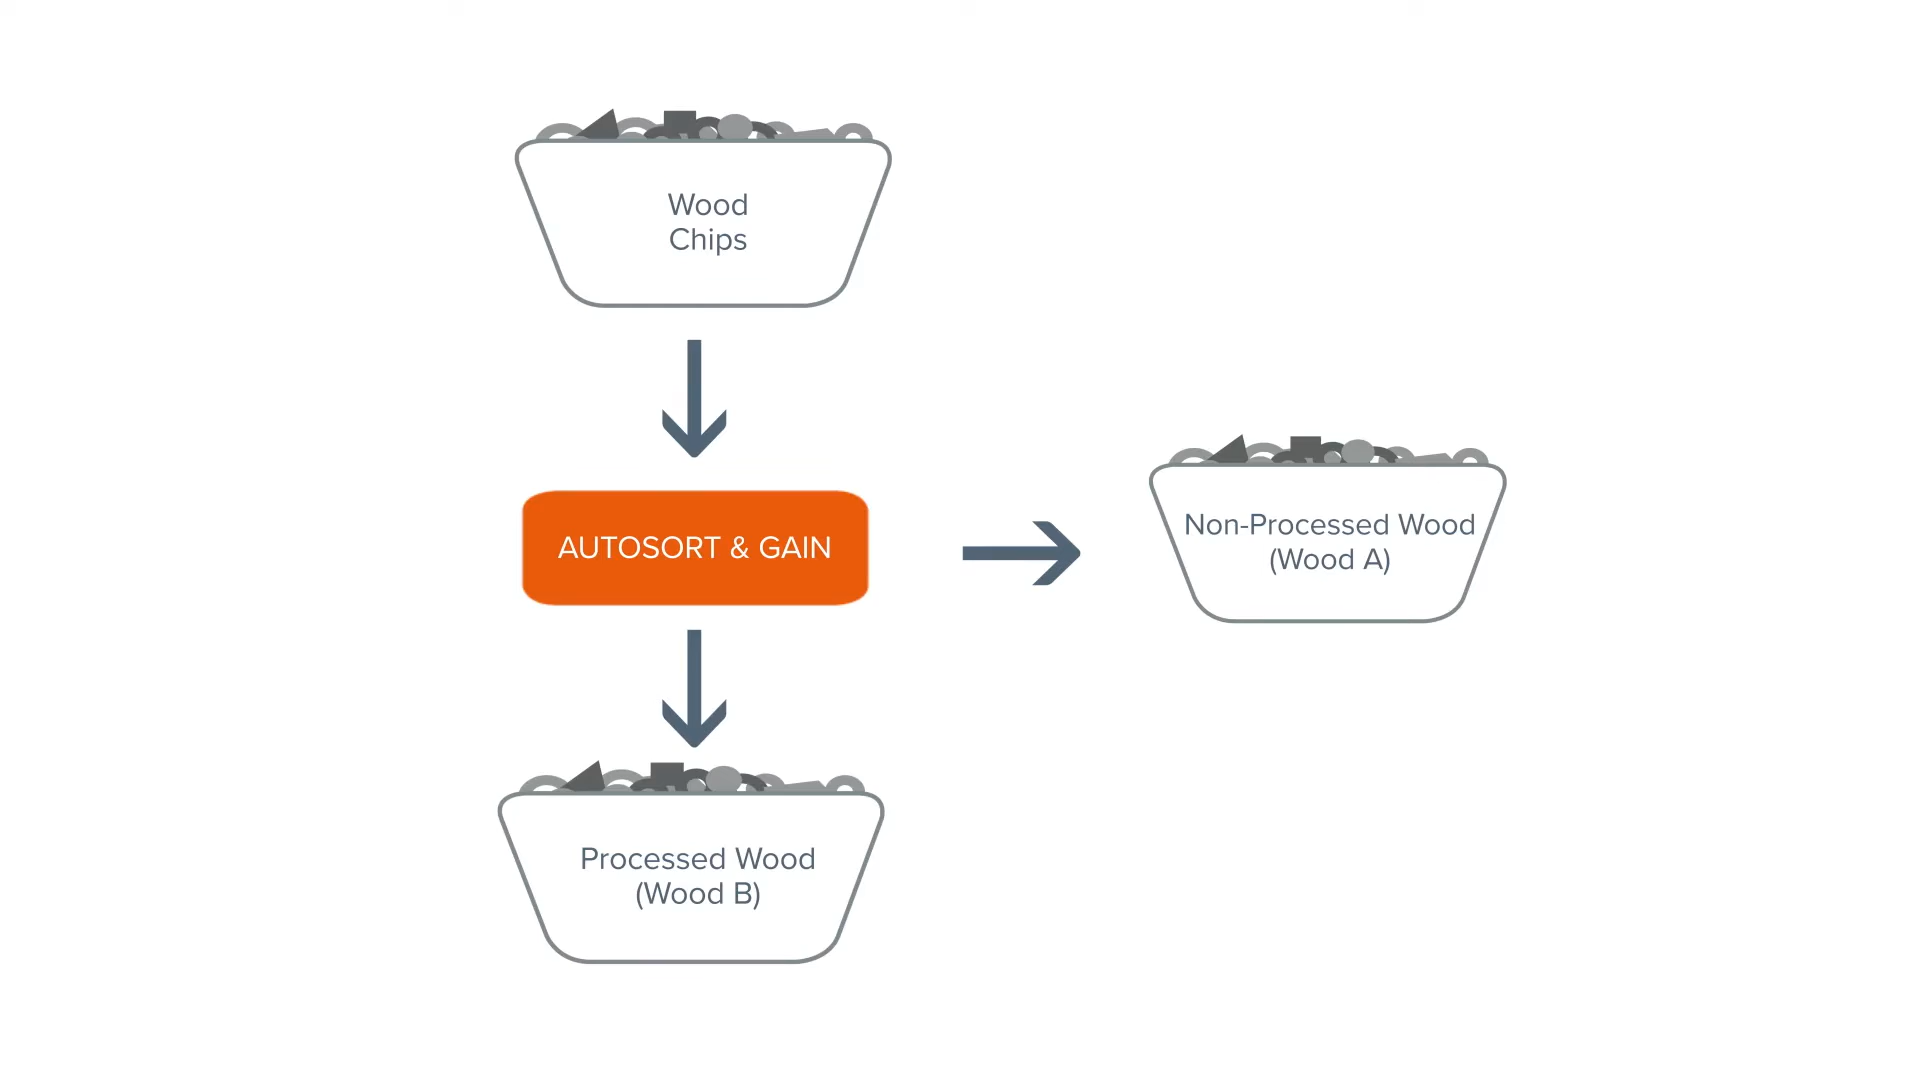 Wood
Chips
AUTOSORT & GAIN
Non-Processed Wood
(Wood A)
Processed Wood
(Wood B)